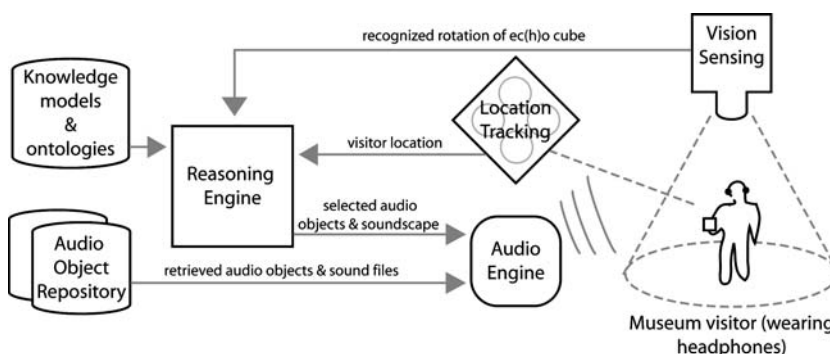 recognized rotation of ec(h)o cube
Vision
Sensing
Knowledge
models
&
ontologies
Location
Tracking
visitor location
Reasoning
Engine
selected audio
objects & soundscape
Audio
Object
Repository
retrieved audio objects & sound files
Audio
Engine
Museum visitor (wearing
headphones)